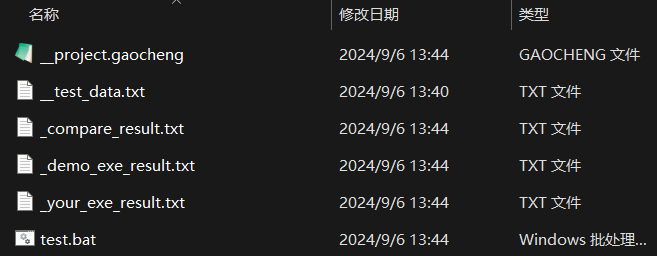 名称 修改日期 类型
__project.gaocheng 2024/9/6 13:44 GAOCHENG 文件
__test_data.txt 2024/9/6 13:40 TXT 文件
_compare_result.txt 2024/9/6 13:44 TXT 文件
_demo_exe_result.txt 2024/9/6 13:44 TXT 文件
_your_exe_result.txt 2024/9/6 13:44 TXT 文件
test.bat 2024/9/6 13:44 Windows 批处理...